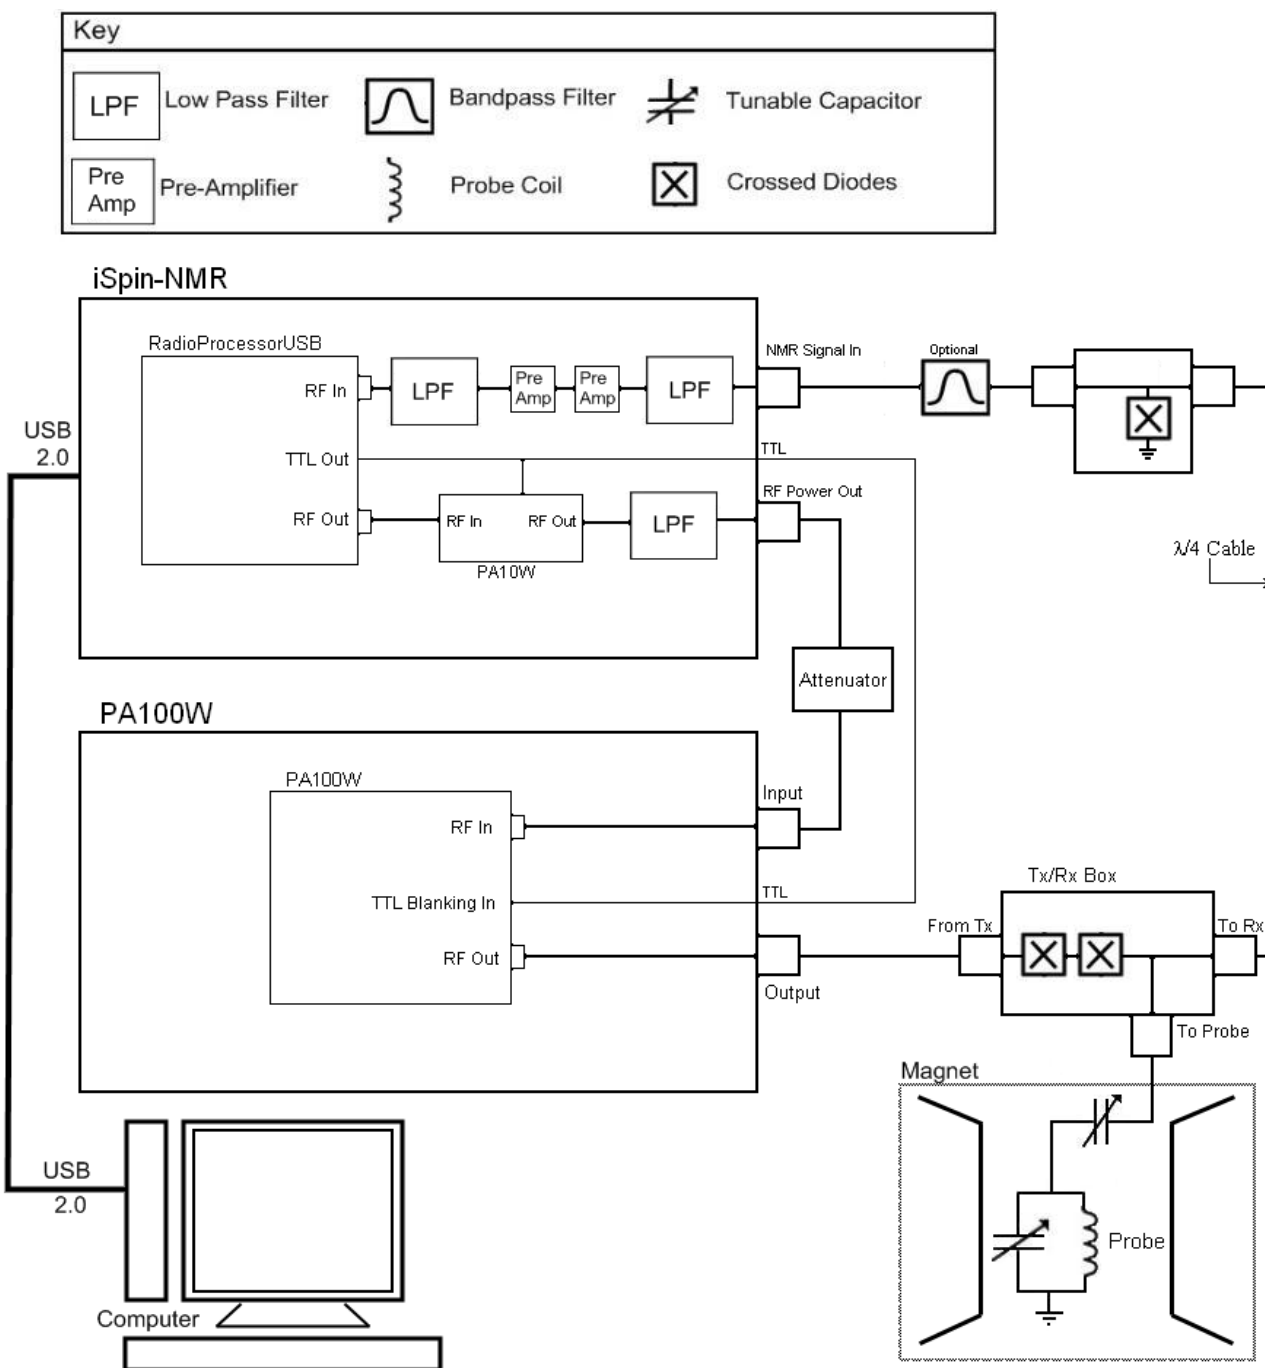 Key
LPF Low Pass Filter
Bandpass Filter
Tunable Capacitor
Pre
Amp
Pre-Amplifier
Probe Coil
Crossed Diodes
iSpin-NMR
RadioProcessorUSB
RF In
LPF
Pre
Amp
Pre
Amp
LPF
NMR Signal In
Optional
USB
2.0
TTL Out
TTL
RF Out
RF In
RF Out
LPF
RF Power Out
PA10W
λ/4 Cable
Attenuator
PA100W
PA100W
Input
RF In
TTL Blanking In
TTL
RF Out
Output
Tx/Rx Box
From Tx
To Rx
To Probe
Magnet
Probe
USB
2.0
Computer